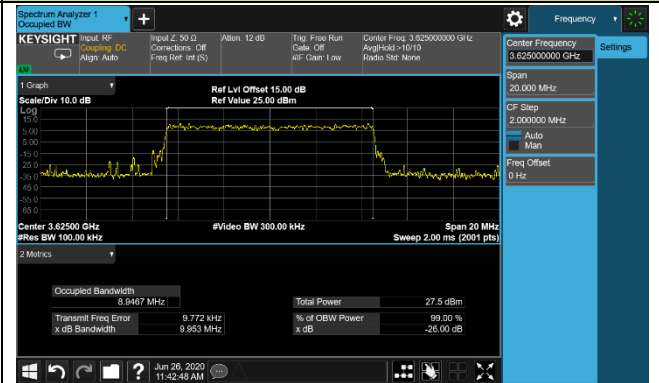 Spectrum Analyzer 1
Occupied BW
+
Frequency
KEYSIGHT
Input: RF
Coupling: DC
Align: Auto
Input Z: 50 Ω
Corrections: Off
Freq Ref: Int (S)
Atten: 12 dB
Trig: Free Run
Gate: Off
#IF Gain: Low
Center Freq: 3.625000000 GHz
Avg|Hold:>10/10
Radio Std: None
Center Frequency
3.625000000 GHz
Settings
Span
20.000 MHz
CF Step
2.000000 MHz
Auto
Man
Freq Offset
0 Hz
1 Graph
Scale/Div 10.0 dB
Ref Lvl Offset 15.00 dB
Ref Value 25.00 dBm
Log
15.0
5.00
-5.00
-15.0
-25.0
-35.0
-45.0
-55.0
-65.0
Center 3.62500 GHz
#Video BW 300.00 kHz
Span 20 MHz
#Res BW 100.00 kHz
Sweep 2.00 ms (2001 pts)
2 Metrics
Occupied Bandwidth
8.9467 MHz
Total Power
27.5 dBm
Transmit Freq Error
9.772 kHz
% of OBW Power
99.00 %
x dB Bandwidth
9.953 MHz
x dB
-26.00 dB
?
Jun 26, 2020
11:42:48 AM